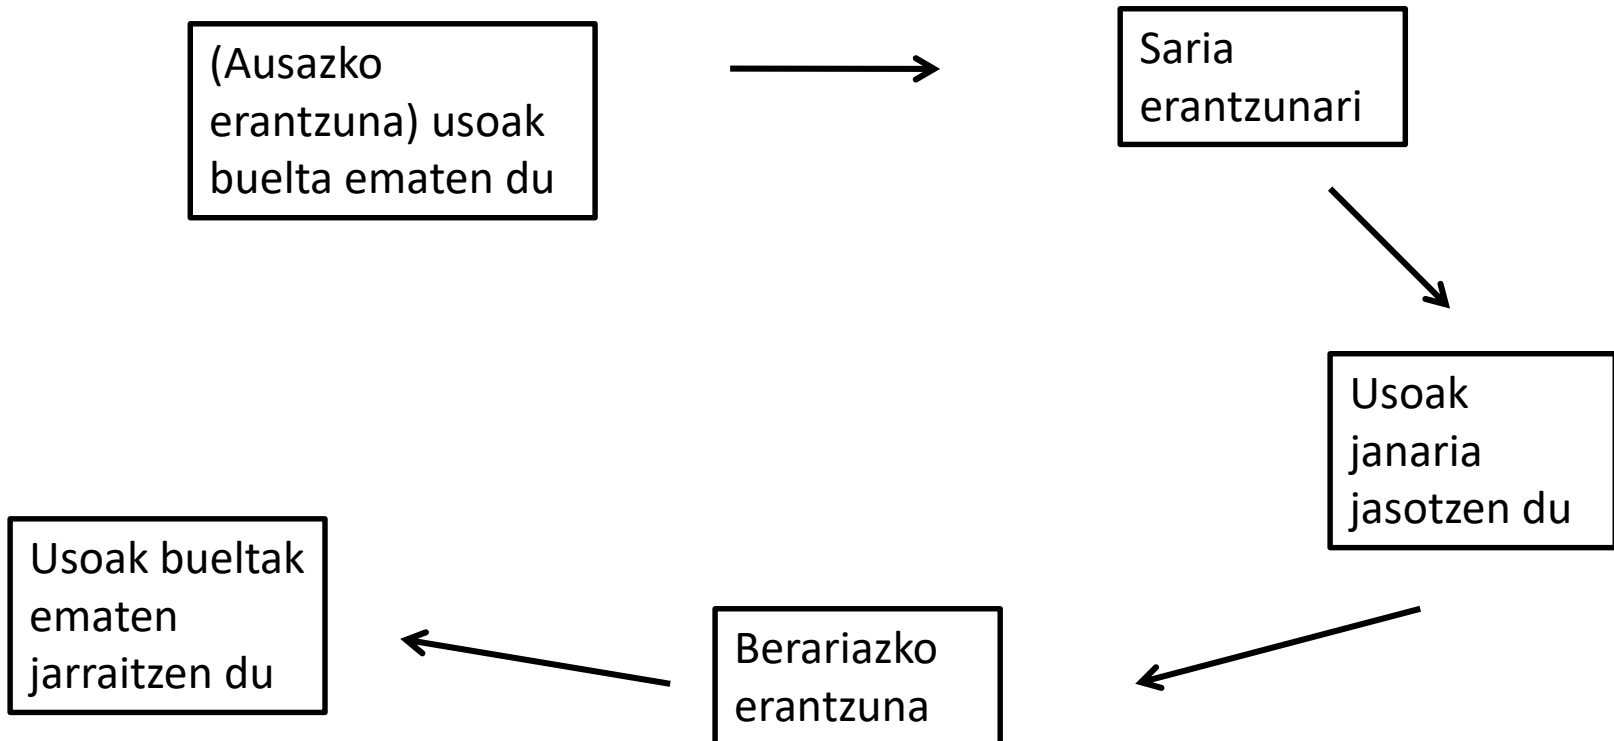 (Ausazko
erantzuna) usoak
buelta ematen du
Saria
erantzunari
Usoak
janaria
jasotzen du
Berariazko
erantzuna
Usoak bueltak
ematen
jarraitzen du